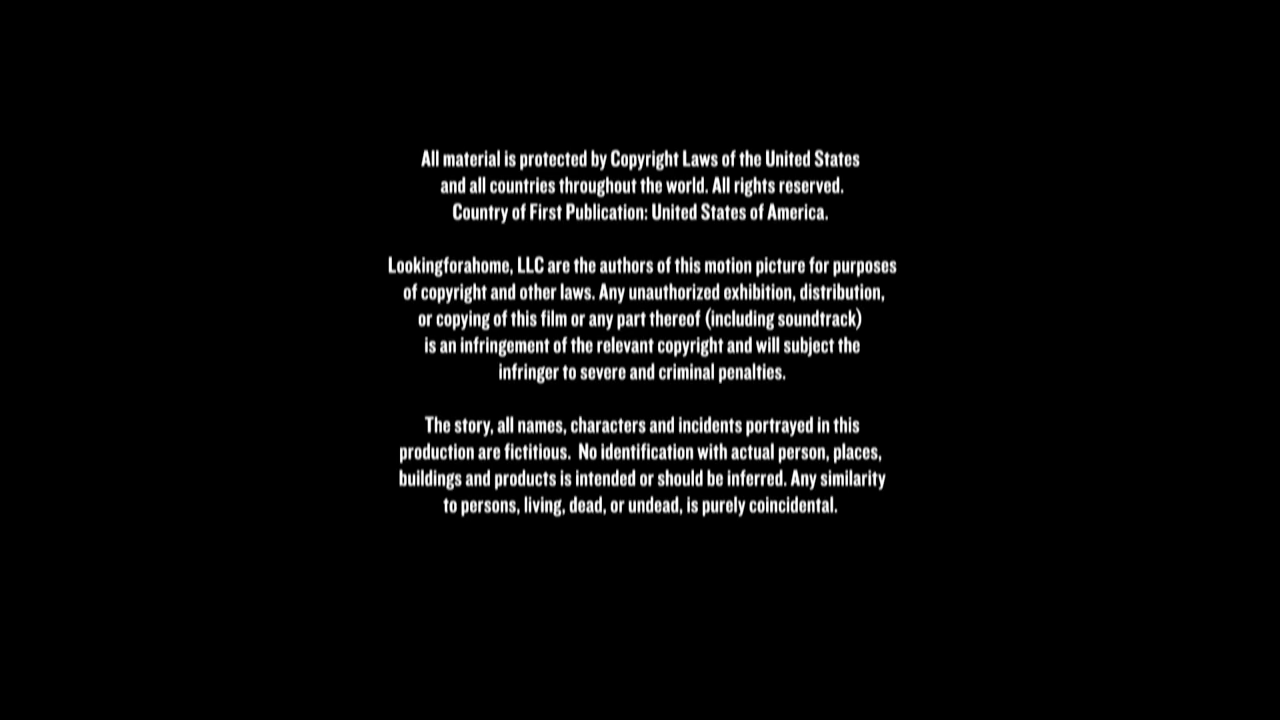 All material is protected by Copyright Laws of the United States
and all countries throughout the world. All rights reserved.
Country of First Publication: United States of America.
Lookingforahome, LLC are the authors of this motion picture for purposes
of copyright and other laws. Any unauthorized exhibition, distribution,
or copying of this film or any part thereof (including soundtrack)
is an infringement of the relevant copyright and will subject the
infringer to severe and criminal penalties.
The story, all names, characters and incidents portrayed in this
production are fictitious.  No identification with actual person, places,
buildings and products is intended or should be inferred. Any similarity
to persons, living, dead, or undead, is purely coincidental.